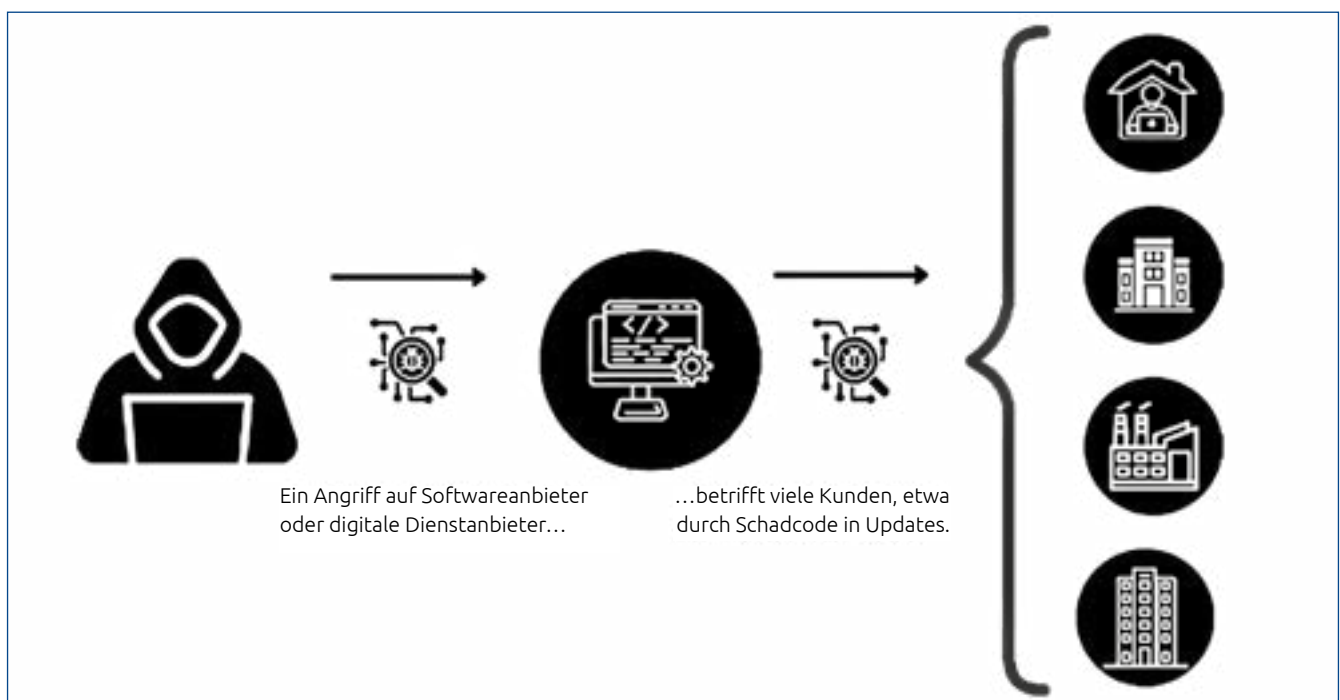 Ein Angriff auf Softwareanbieter
oder digitale Dienstanbieter…
…betrifft viele Kunden, etwa
durch Schadcode in Updates.